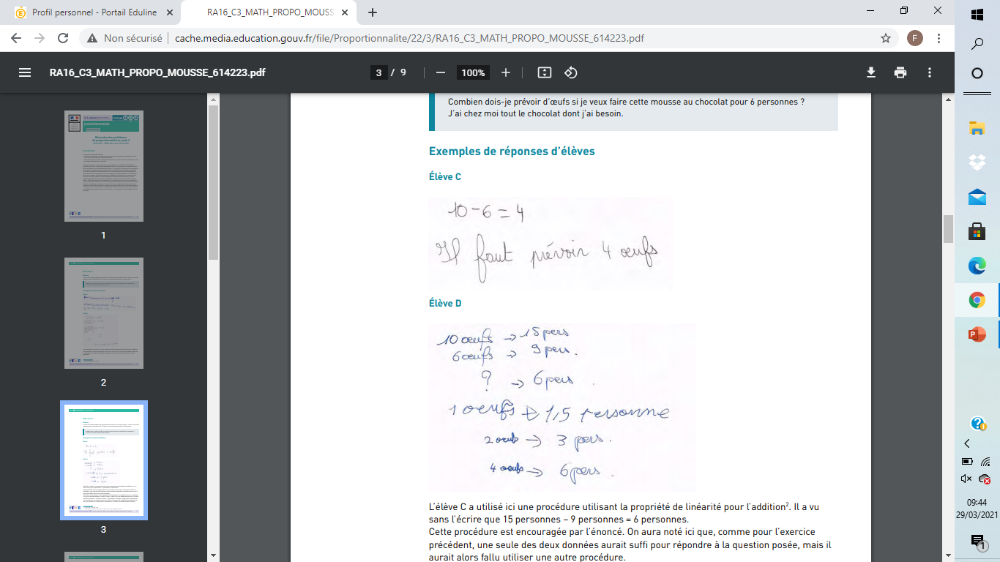 Profil personnel - Portail Eduline
RA16_C3_MATH_PROPO_MOUSS
Non sécurisé
cache.media.education.gouv.fr/file/Proportionnalite/22/3/RA16_C3_MATH_PROPO_MOUSSE_614223.pdf
F
RA16_C3_MATH_PROPO_MOUSSE_614223.pdf
3 / 9
100%
1
2
3
Combien dois-je prévoir d'œufs si je veux faire cette mousse au chocolat pour 6 personnes ?
J'ai chez moi tout le chocolat dont j'ai besoin.
Exemples de réponses d'élèves
Élève C
10 - 6 = 4
Il faut prévoir 4 œufs
Élève D
10 œufs → 15 pers
6 œufs → 9 pers.
? → 6 pers
1 oeufs → 1,5 personne
2 œufs → 3 pers.
4 œufs → 6 pers
L'élève C a utilisé ici une procédure utilisant la propriété de linéarité pour l'addition². Il a vu
sans l'écrire que 15 personnes – 9 personnes = 6 personnes.
Cette procédure est encouragée par l'énoncé. On aura noté ici que, comme pour l'exercice
précédent, une seule des deux données aurait suffi pour répondre à la question posée, mais il
aurait alors fallu utiliser une autre procédure.
09:44
29/03/2021
1